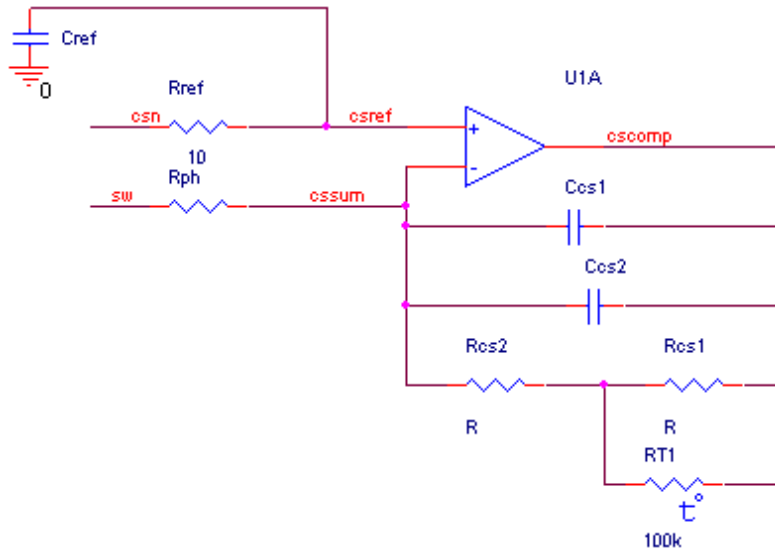 Cref
0
Rref
U1A
csn
csref
+
cscomp
10
Rph
-
sw
cssum
Ccs1
Ccs2
Rcs2
Rcs1
R
R
RT1
t°
100k